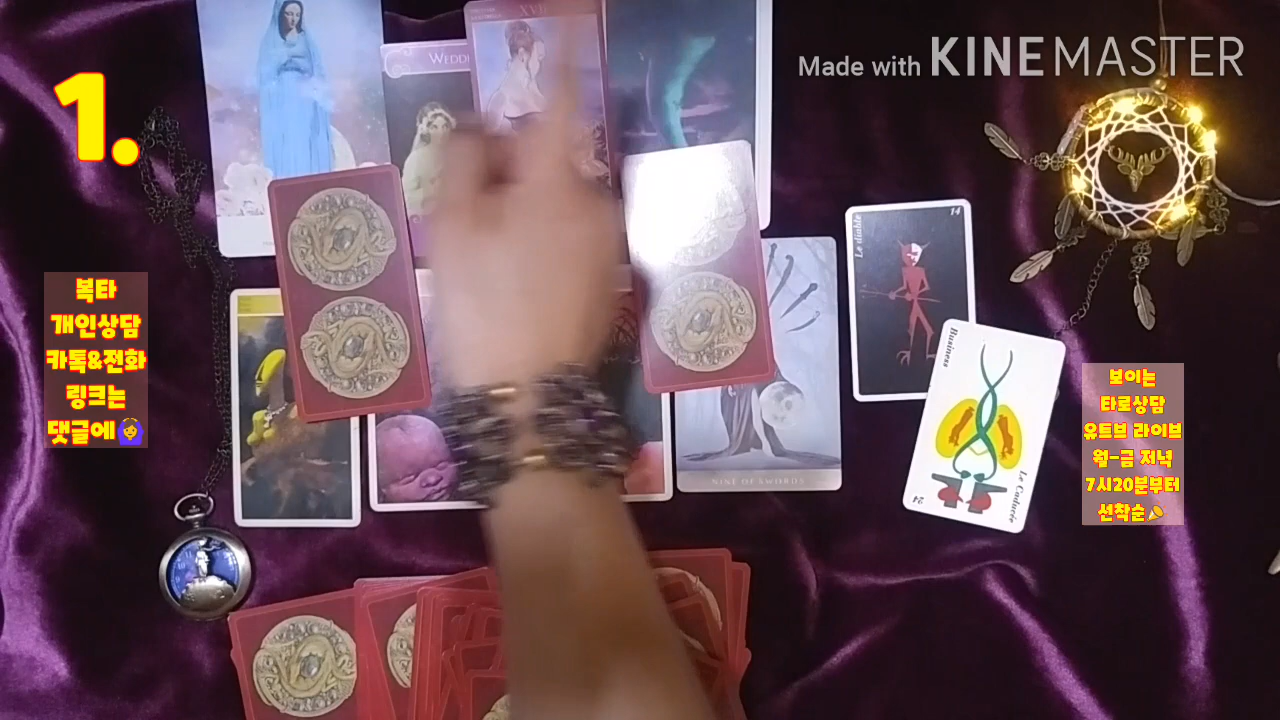 Made with KINEMASTER
1.
WEDD
XVII
14
Le diable
복타
개인상담
카톡&전화
링크는
댓글에🙆‍♀️
Business
Le Caducée
보이는
타로상담
유트브 라이브
월-금 저녁
7시20분부터
선착순📣
NINE OF SWORDS